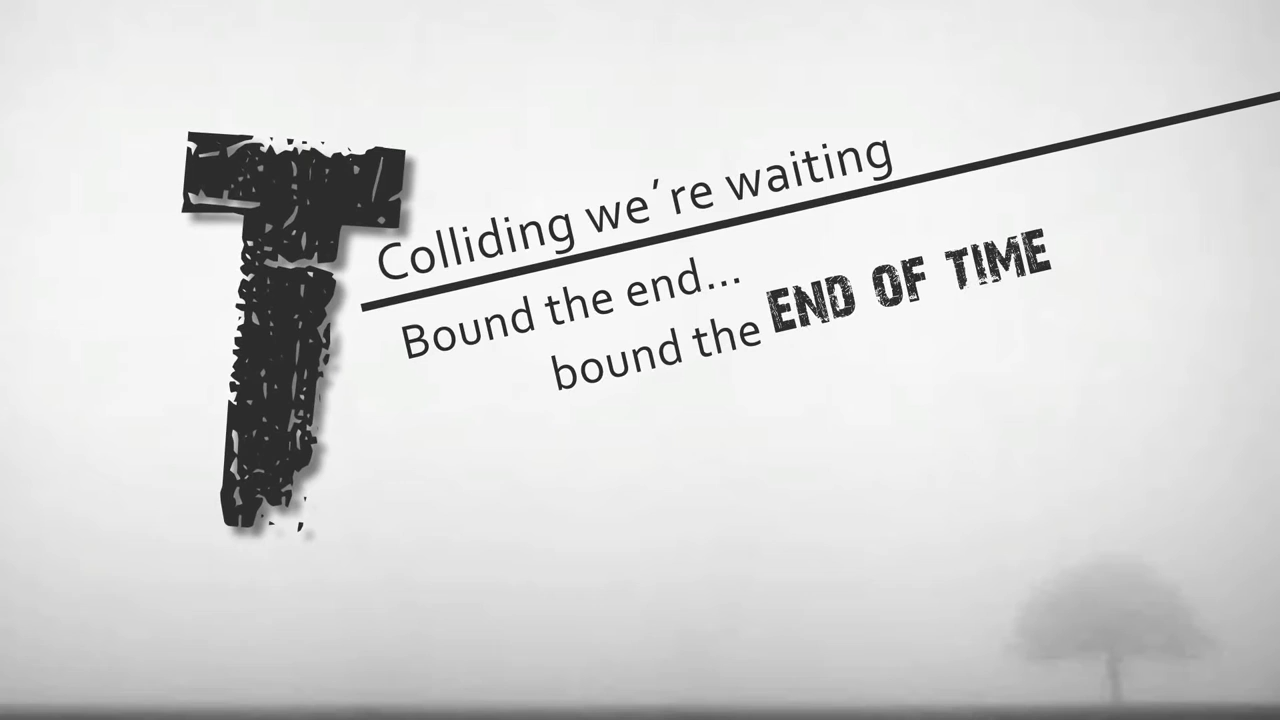 T
Colliding we´re waiting
Bound the end...
bound the END OF TIME